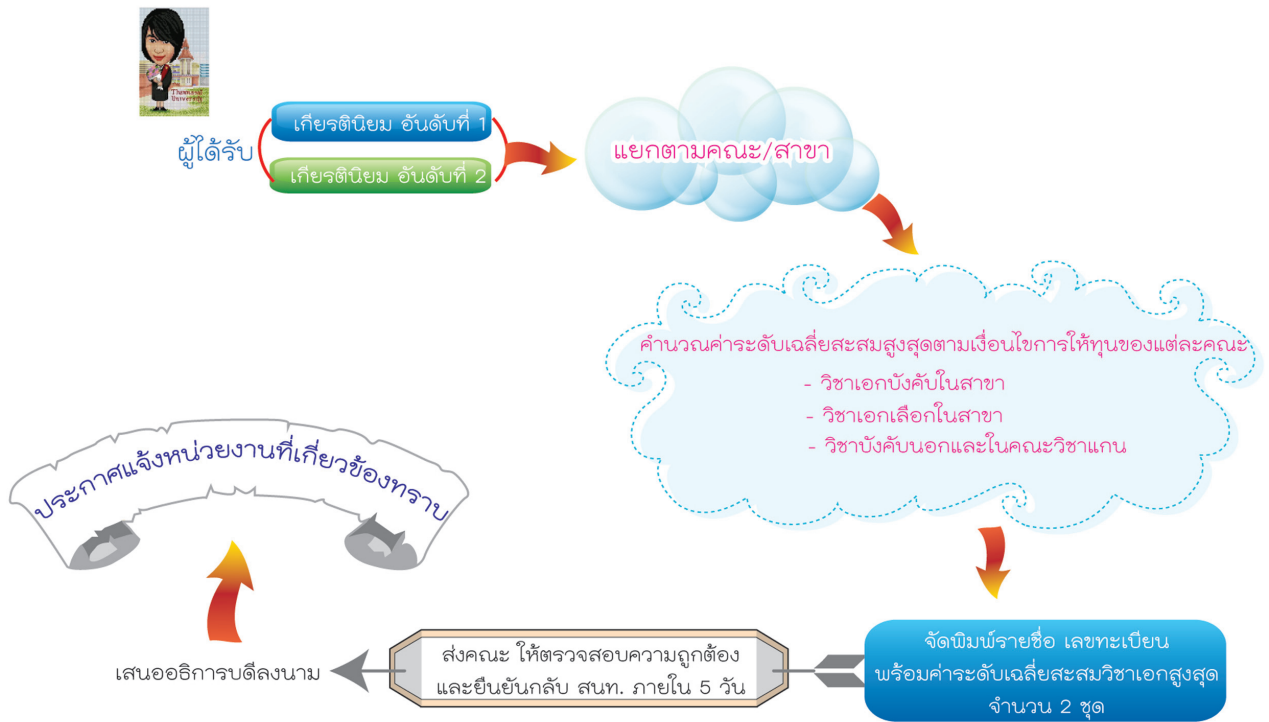 Thammasat
University
ผู้ได้รับ
เกียรตินิยม อันดับที่ 1
เกียรตินิยม อันดับที่ 2
แยกตามคณะ/สาขา
คำนวณค่าระดับเฉลี่ยสะสมสูงสุดตามเงื่อนไขการให้ทุนของแต่ละคณะ
- วิชาเอกบังคับในสาขา
- วิชาเอกเลือกในสาขา
- วิชาบังคับนอกและในคณะวิชาแกน
จัดพิมพ์รายชื่อ เลขทะเบียน
พร้อมค่าระดับเฉลี่ยสะสมวิชาเอกสูงสุด
จำนวน 2 ชุด
ส่งคณะ ให้ตรวจสอบความถูกต้อง
และยืนยันกลับ สนท. ภายใน 5 วัน
เสนออธิการบดีลงนาม
ประกาศแจ้งหน่วยงานที่เกี่ยวข้องทราบ